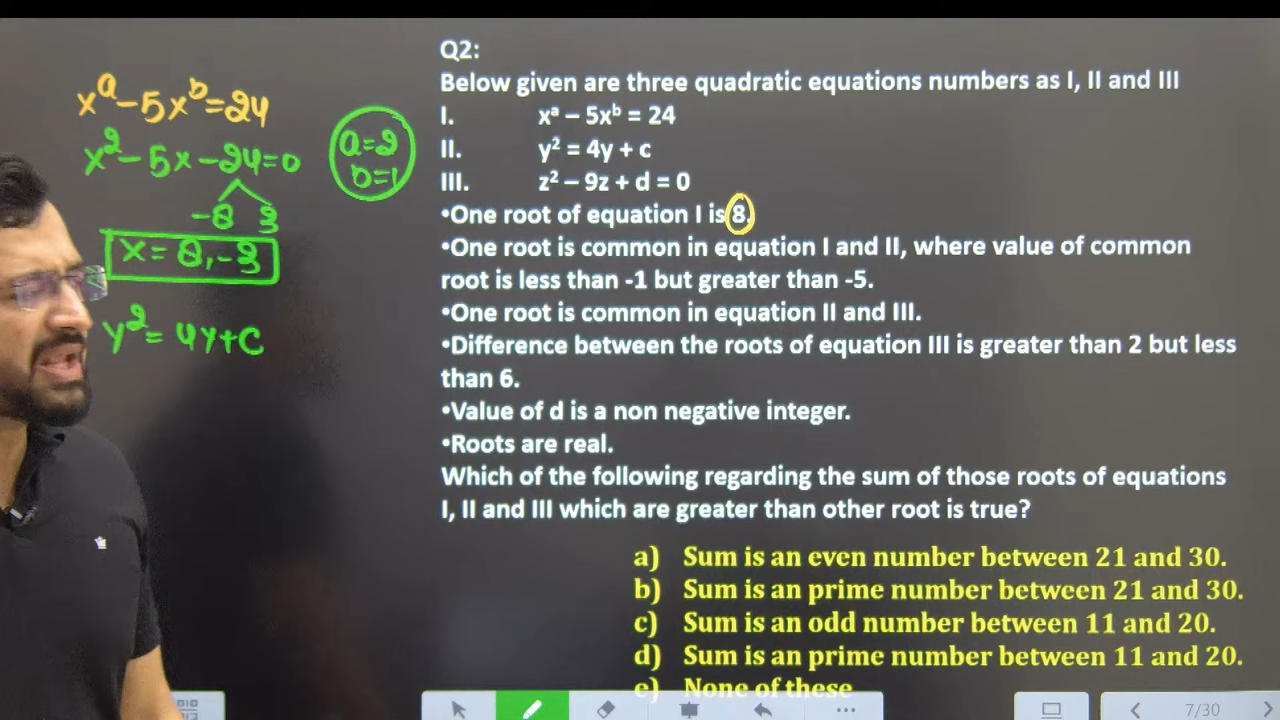 x^a - 5x^b = 24
x² - 5x - 24 = 0
-8 3
x = 8, -3
y² = 4y + c
a = 2
b = 1
Q2:
Below given are three quadratic equations numbers as I, II and III
I. xᵃ – 5xᵇ = 24
II. y² = 4y + c
III. z² – 9z + d = 0
•One root of equation I is 8.
•One root is common in equation I and II, where value of common
root is less than -1 but greater than -5.
•One root is common in equation II and III.
•Difference between the roots of equation III is greater than 2 but less
than 6.
•Value of d is a non negative integer.
•Roots are real.
Which of the following regarding the sum of those roots of equations
I, II and III which are greater than other root is true?
a) Sum is an even number between 21 and 30.
b) Sum is an prime number between 21 and 30.
c) Sum is an odd number between 11 and 20.
d) Sum is an prime number between 11 and 20.
e) None of these
7/30